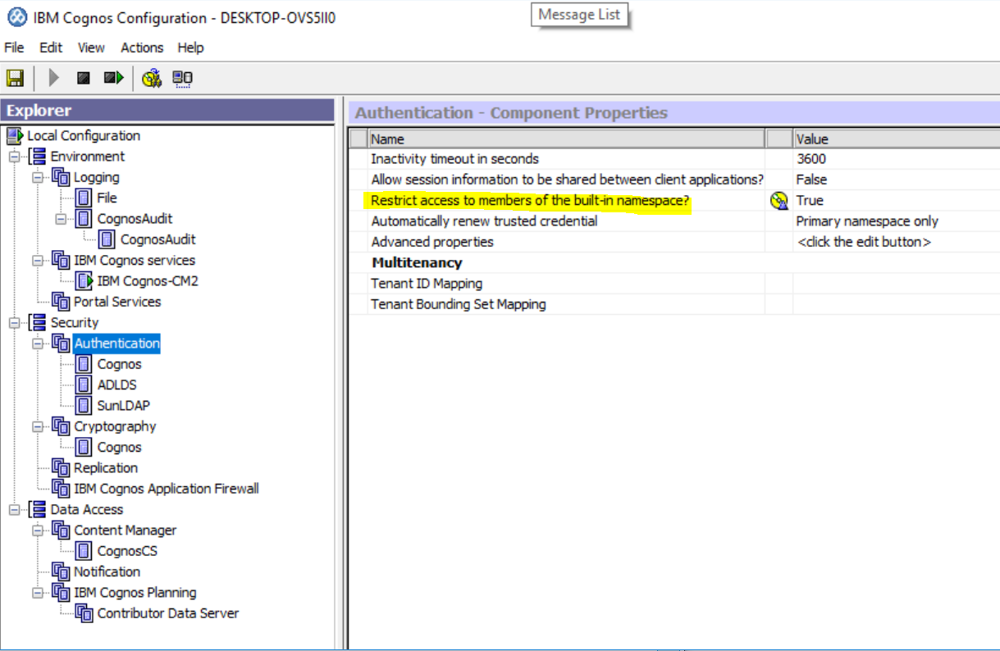 IBM Cognos Configuration - DESKTOP-OVS5II0
Message List
File Edit View Actions Help
Explorer
Local Configuration
Environment
Logging
File
CognosAudit
CognosAudit
IBM Cognos services
IBM Cognos-CM2
Portal Services
Security
Authentication
Cognos
ADLDS
SunLDAP
Cryptography
Cognos
Replication
IBM Cognos Application Firewall
Data Access
Content Manager
CognosCS
Notification
IBM Cognos Planning
Contributor Data Server
Authentication - Component Properties
Name Value
Inactivity timeout in seconds 3600
Allow session information to be shared between client applications? False
Restrict access to members of the built-in namespace? True
Automatically renew trusted credential Primary namespace only
Advanced properties <click the edit button>
Multitenancy
Tenant ID Mapping
Tenant Bounding Set Mapping